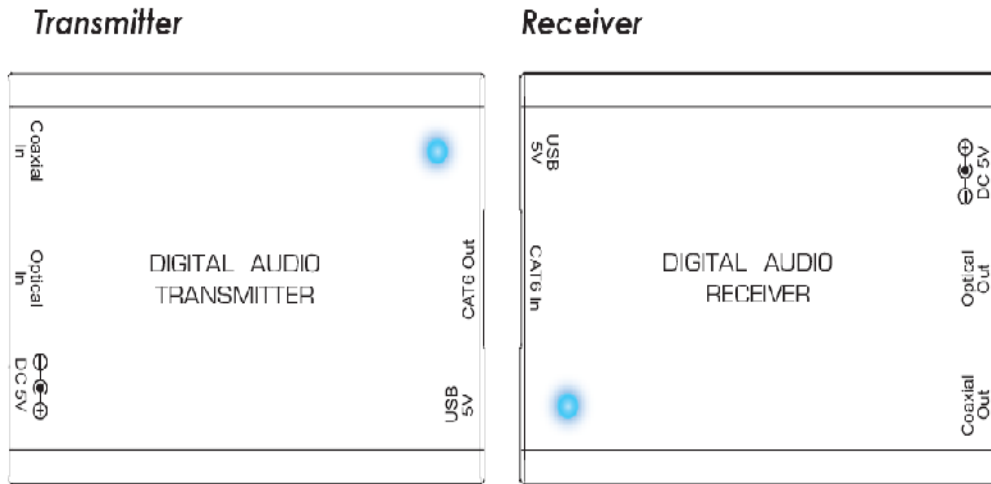 Transmitter
Coaxial
In
Optical
In
DC 5V
DIGITAL AUDIO
TRANSMITTER
CAT6 Out
USB
5V
Receiver
USB
5V
CAT6 In
DIGITAL AUDIO
RECEIVER
DC 5V
Optical
Out
Coaxial
Out